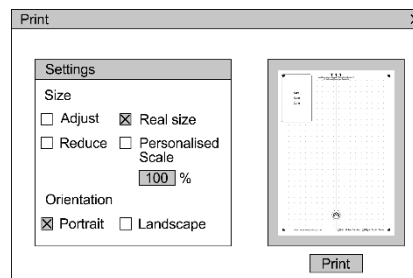 Print
Settings
Size
Adjust
Real size
Reduce
Personalised
Scale
100 %
Orientation
Portrait
Landscape
Print